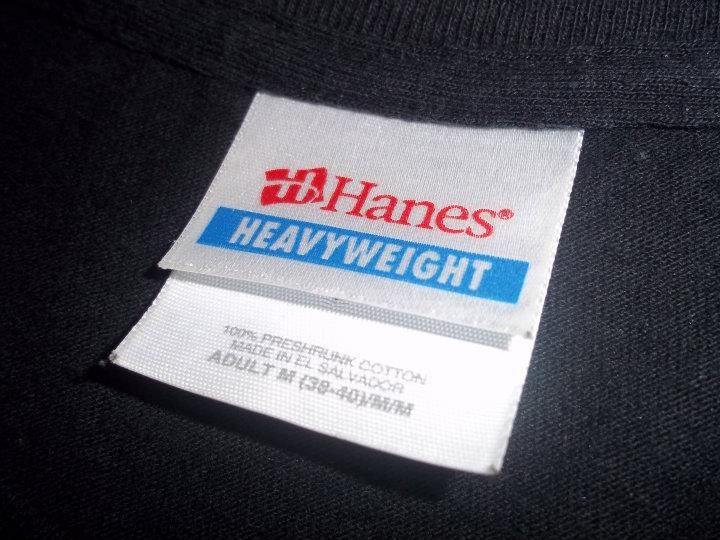 Hanes®
HEAVYWEIGHT
100% PRESHRUNK COTTON
MADE IN EL SALVADOR
ADULT M (38-40)/M/M